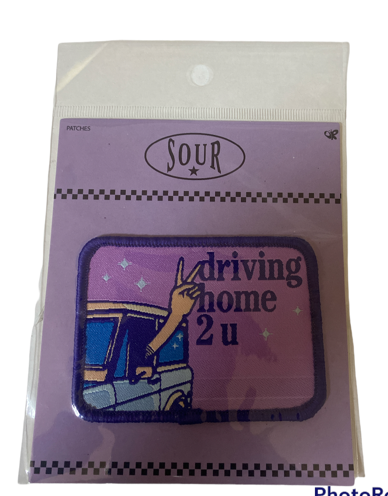 PATCHES
SOUR
driving
home
2 u